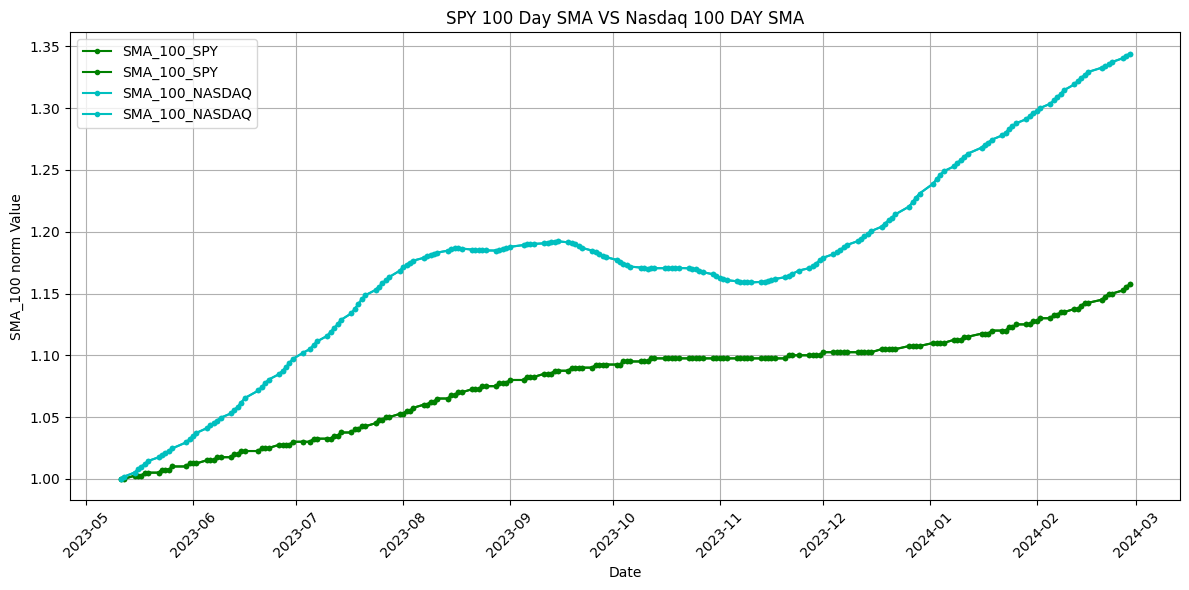 SPY 100 Day SMA VS Nasdaq 100 DAY SMA
SMA_100_SPY
SMA_100_SPY
SMA_100_NASDAQ
SMA_100_NASDAQ
SMA_100 norm Value
1.35
1.30
1.25
1.20
1.15
1.10
1.05
1.00
2023-05
2023-06
2023-07
2023-08
2023-09
2023-10
2023-11
2023-12
2024-01
2024-02
2024-03
Date